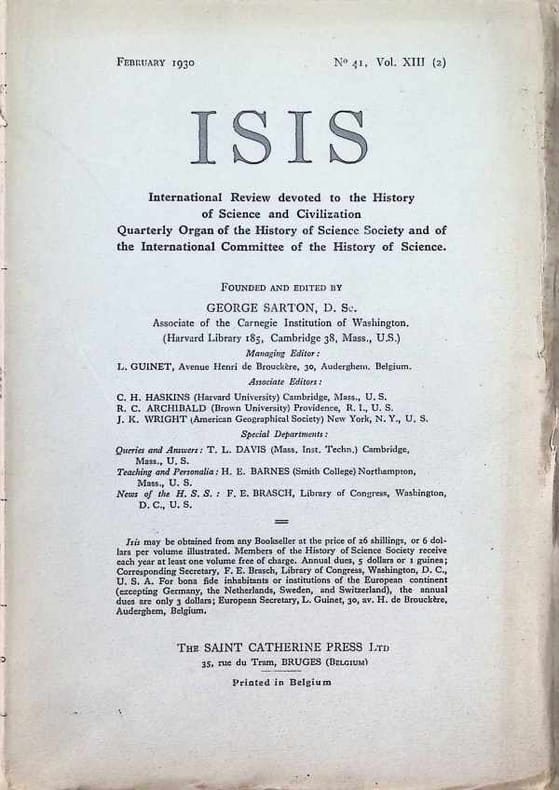 February 1930 No 41, Vol. XIII (2)
ISIS
International Review devoted to the History
of Science and Civilization
Quarterly Organ of the History of Science Society and of
the International Committee of the History of Science.
Founded and edited by
GEORGE SARTON, D. Sc.
Associate of the Carnegie Institution of Washington.
(Harvard Library 185, Cambridge 38, Mass., U.S.)
Managing Editor:
L. GUINET, Avenue Henri de Brouckère, 30, Auderghem. Belgium.
Associate Editors:
C. H. HASKINS (Harvard University) Cambridge, Mass., U. S.
R. C. ARCHIBALD (Brown University) Providence, R. I., U. S.
J. K. WRIGHT (American Geographical Society) New York, N. Y., U. S.
Special Departments:
Queries and Answers: T. L. DAVIS (Mass. Inst. Techn.) Cambridge,
Mass., U. S.
Teaching and Personalia: H. E. BARNES (Smith College) Northampton,
Mass., U. S.
News of the H. S. S.: F. E. BRASCH, Library of Congress, Washington,
D. C., U. S.
Isis may be obtained from any Bookseller at the price of 26 shillings, or 6 dol-
lars per volume illustrated. Members of the History of Science Society receive
each year at least one volume free of charge. Annual dues, 5 dollars or 1 guinea;
Corresponding Secretary, F. E. Brasch, Library of Congress, Washington, D. C.,
U. S. A. For bona fide inhabitants or institutions of the European continent
(excepting Germany, the Netherlands, Sweden, and Switzerland), the annual
dues are only 3 dollars; European Secretary, L. Guinet, 30, av. H. de Brouckère,
Auderghem, Belgium.
The SAINT CATHERINE PRESS Ltd
35, rue du Tram, BRUGES (Belgium)
Printed in Belgium